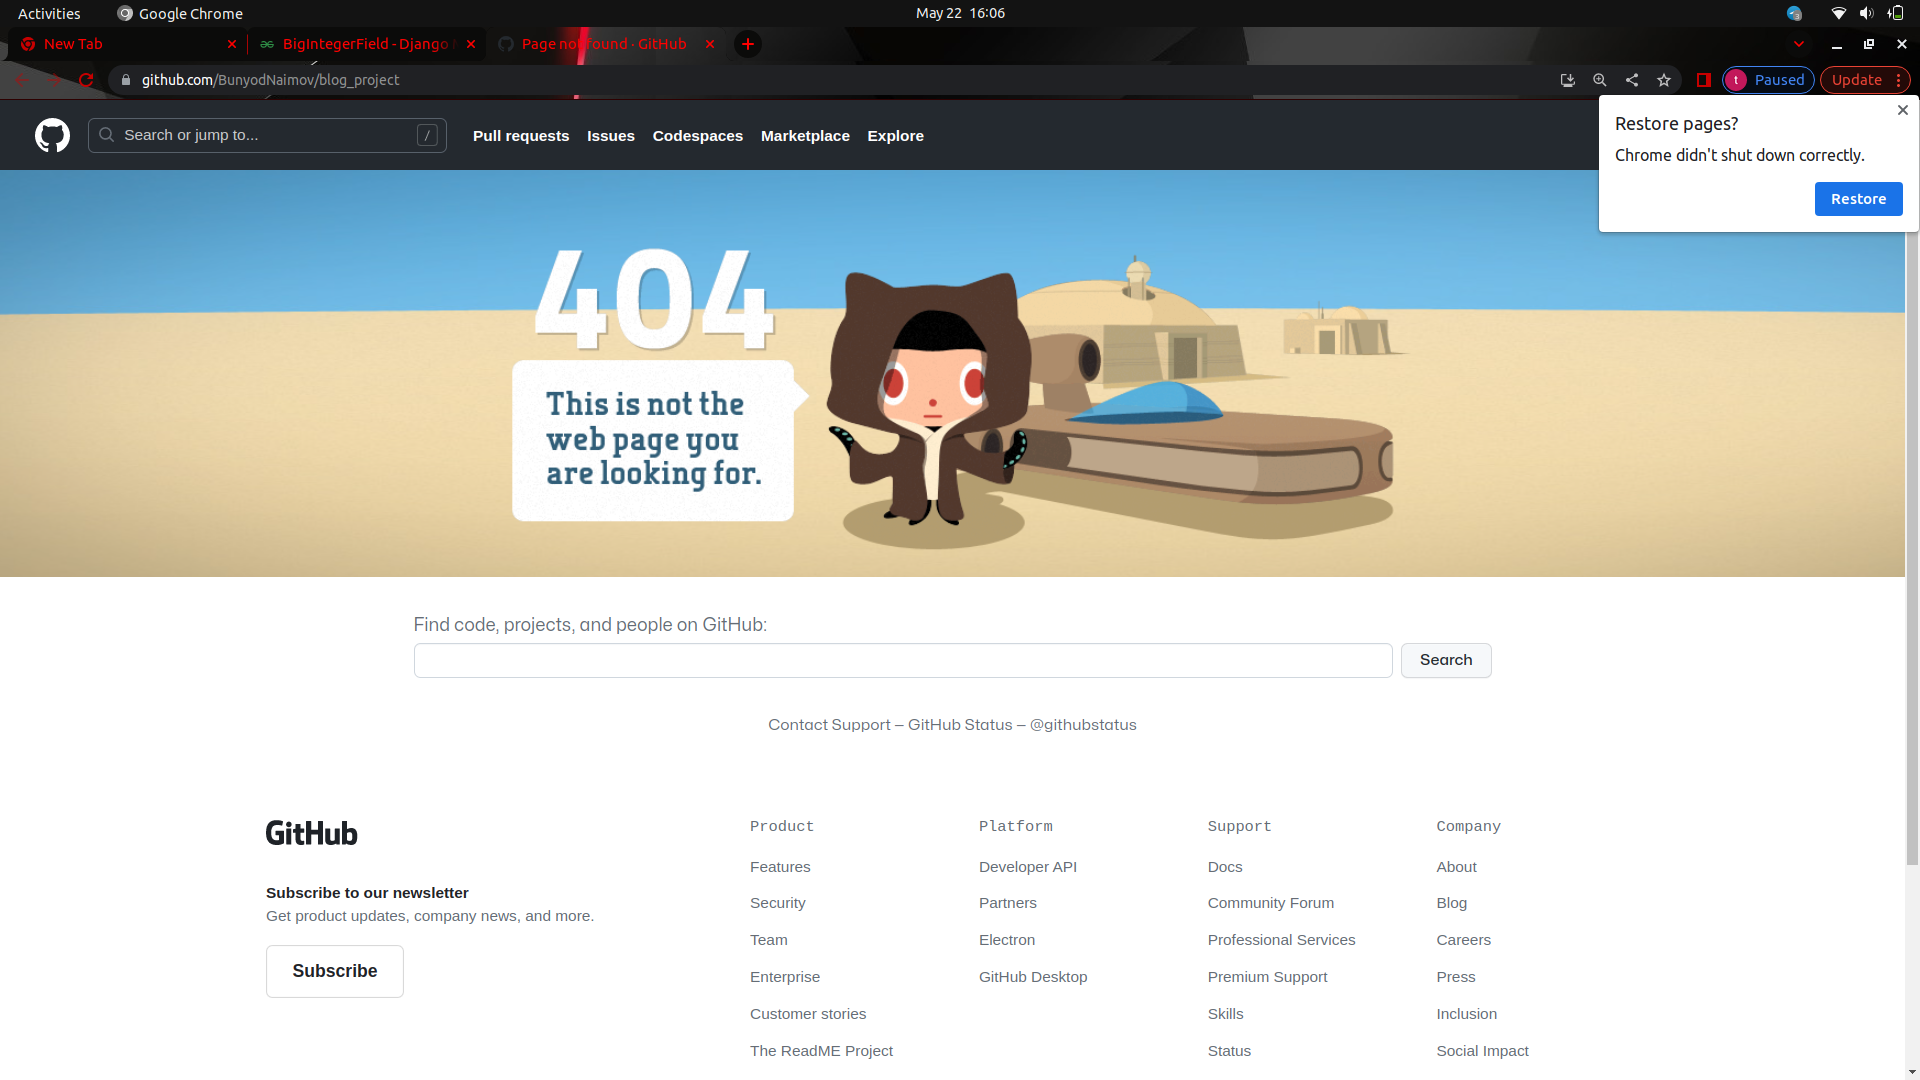 Activities
Google Chrome
May 22 16:06
New Tab
BigIntegerField - Django
Page not found · GitHub
github.com/BunyodNaimov/blog_project
t
Paused
Update
Search or jump to...
/
Pull requests
Issues
Codespaces
Marketplace
Explore
Restore pages?
Chrome didn't shut down correctly.
Restore
404
This is not the
web page you
are looking for.
Find code, projects, and people on GitHub:
Search
Contact Support — GitHub Status — @githubstatus
GitHub
Subscribe to our newsletter
Get product updates, company news, and more.
Subscribe
Product
Features
Security
Team
Enterprise
Customer stories
The ReadME Project
Platform
Developer API
Partners
Electron
GitHub Desktop
Support
Docs
Community Forum
Professional Services
Premium Support
Skills
Status
Company
About
Blog
Careers
Press
Inclusion
Social Impact